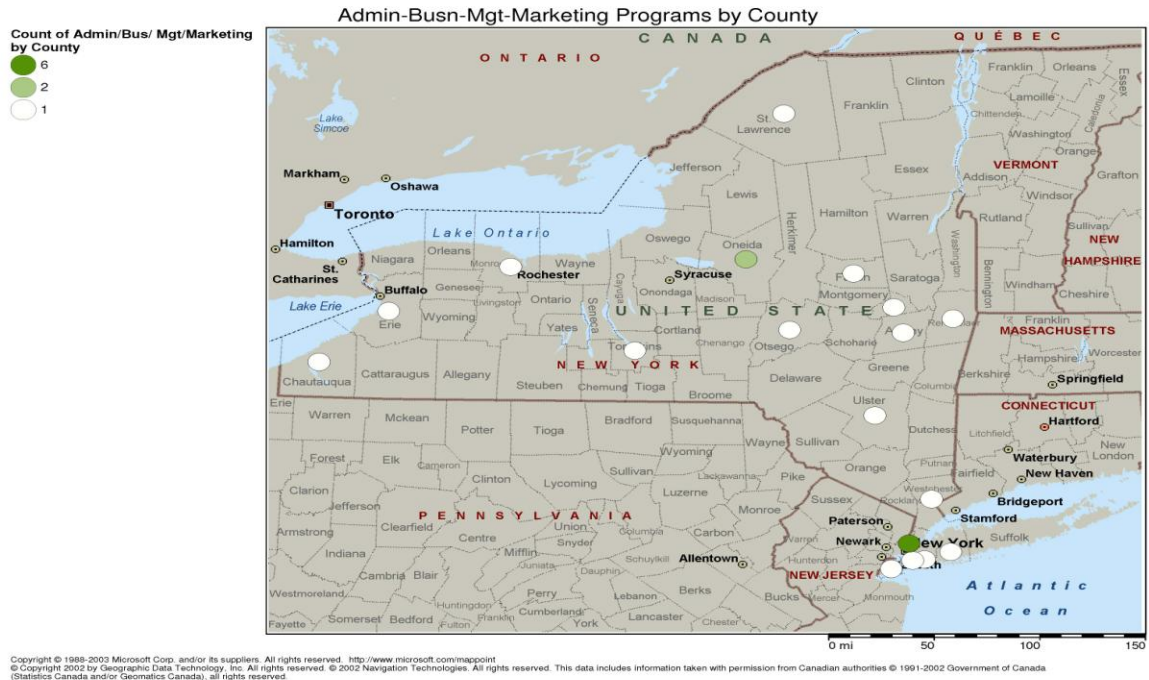 Admin-Busn-Mgt-Marketing Programs by County
Count of Admin/Bus/ Mgt/Marketing
by County
6
2
1
CANADA
QUÉBEC
ONTARIO
Franklin
Orleans
Essex
Clinton
Lamoille
Caledonia
Franklin
Chittenden
Lake
Simcoe
St.
Lawrence
Washington
Orange
Jefferson
Essex
VERMONT
Grafton
Markham
Oshawa
Addison
Lewis
Windsor
Toronto
Herkimer
Hamilton
Warren
Rutland
Lake Ontario
Oswego
Oneida
Washington
Sullivan
NEW
HAMPSHIRE
Hamilton
Orleans
Niagara
Wayne
St.
Catharines
Rochester
Syracuse
Saratoga
Bennington
Windham
Cheshire
Buffalo
Genesee
Onondaga
Madison
Cayuga
Montgomery
Lake Erie
Livingston
Ontario
Seneca
Erie
Wyoming
UNITED STATE
Franklin
MASSACHUSETTS
Yates
Cortland
Chenango
Otsego
Schoharie
Hampshire
Worcester
Chautauqua
Cattaraugus
Allegany
NEW YORK
Greene
Berkshire
Springfield
Steuben
Chemung
Tioga
Delaware
Broome
Columbi
Erie
Warren
Mckean
Potter
Tioga
Bradford
Susquehanna
Ulster
CONNECTICUT
Hartford
Dutchess
Litchfield
Wayne
Sullivan
Wyoming
Forest
Elk
Cameron
Clinton
Lycoming
Sullivan
Lackawanna
Pike
Orange
Putnam
Fairfield
Waterbury
New
London
New Haven
Clarion
Jefferson
Luzerne
Sussex
Rockland
Westchester
Bridgeport
Stamford
Monroe
PENNSYLVANIA
Paterson
Armstrong
Clearfield
Centre
Union
Snyder
Columbia
Carbon
Warren
Newark
Suffolk
Indiana
Mifflin
Juniata
Schuylkill
Allentown
Hunterdon
Cambria
Blair
Dauphin
NEW JERSEY
Westmoreland
Perry
Lebanon
Berks
Bucks
Mercer
Monmouth
Atlantic
Ocean
Huntingdon
Cumberland
Fayette
Somerset
Bedford
Fulton
Franklin
York
Lancaster
Chester
0 mi
50
100
150
Copyright © 1988-2003 Microsoft Corp. and/or its suppliers. All rights reserved. http://www.microsoft.com/mappoint
© Copyright 2002 by Geographic Data Technology, Inc. All rights reserved. © 2002 Navigation Technologies. All rights reserved. This data includes information taken with permission from Canadian authorities © 1991-2002 Government of Canada
(Statistics Canada and/or Geomatics Canada), all rights reserved.